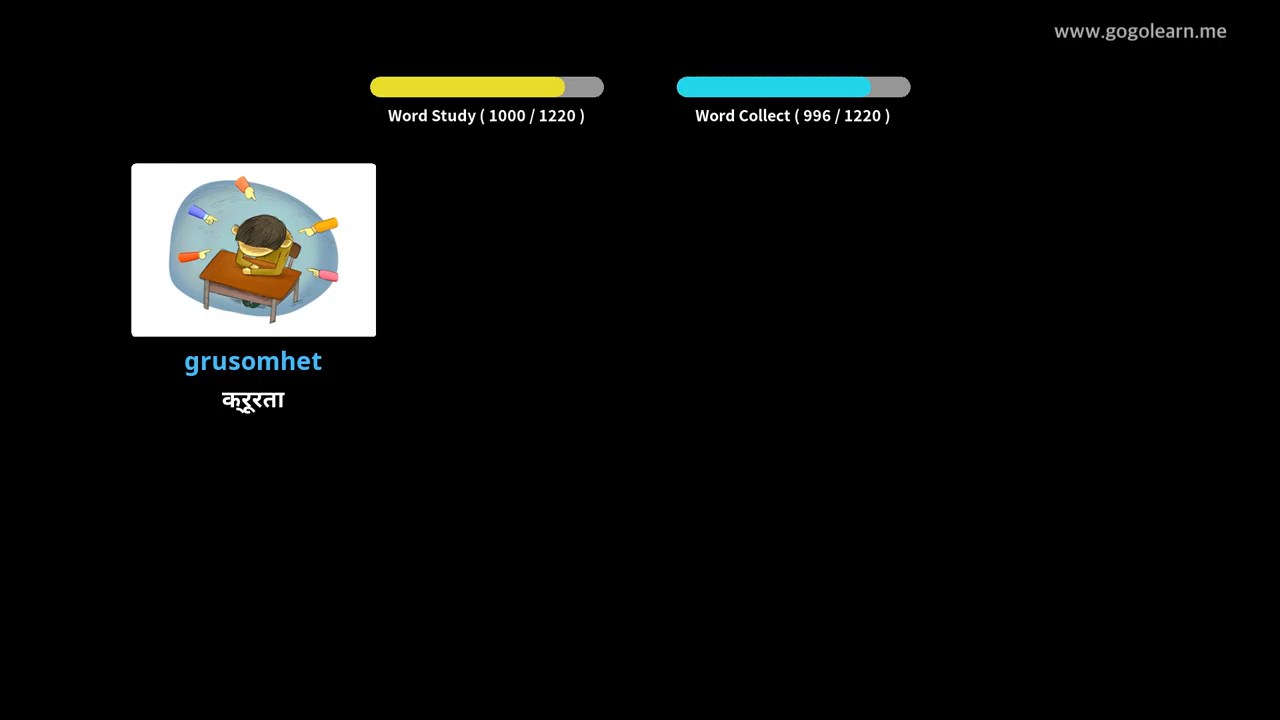 www.gogolearn.me
Word Study ( 1000 / 1220 )
Word Collect ( 996 / 1220 )
grusomhet
क्रूरता